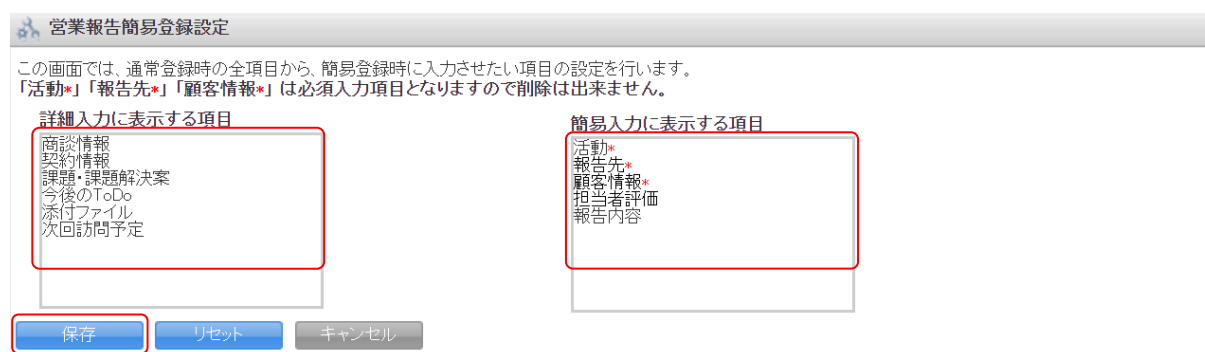 営業報告簡易登録設定
この画面では、通常登録時の全項目から、簡易登録時に入力させたい項目の設定を行います。
「活動*」「報告先*」「顧客情報*」は必須入力項目となりますので削除は出来ません。
詳細入力に表示する項目
商談情報
契約情報
課題・課題解決案
今後のToDo
添付ファイル
次回訪問予定
簡易入力に表示する項目
活動*
報告先*
顧客情報*
担当者評価
報告内容
保存 リセット キャンセル